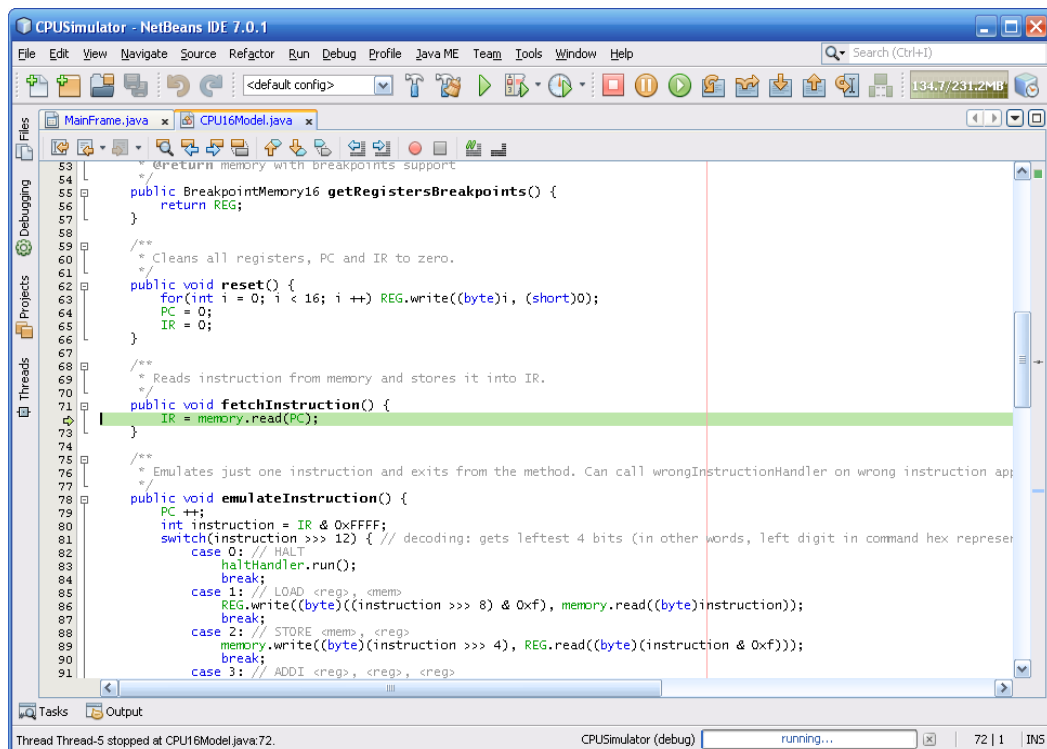 CPUSimulator - NetBeans IDE 7.0.1
File Edit View Navigate Source Refactor Run Debug Profile Java ME Team Tools Window Help Search (Ctrl+I)
<default config> 134.7/231.2MB
Files
Debugging
Projects
Threads
MainFrame.java x CPU16Model.java x
53 * @return memory with breakpoints support
54 */
55 public BreakpointMemory16 getRegistersBreakpoints() {
56 return REG;
57 }
58
59 /**
60 * Cleans all registers, PC and IR to zero.
61 */
62 public void reset() {
63 for(int i = 0; i < 16; i ++) REG.write((byte)i, (short)0);
64 PC = 0;
65 IR = 0;
66 }
67
68 /**
69 * Reads instruction from memory and stores it into IR.
70 */
71 public void fetchInstruction() {
IR = memory.read(PC);
73 }
74
75 /**
76 * Emulates just one instruction and exits from the method. Can call wrongInstructionHandler on wrong instruction app
77 */
78 public void emulateInstruction() {
79 PC ++;
80 int instruction = IR & 0xFFFF;
81 switch(instruction >>> 12) { // decoding: gets leftest 4 bits (in other words, left digit in command hex represer
82 case 0: // HALT
83 haltHandler.run();
84 break;
85 case 1: // LOAD <reg>, <mem>
86 REG.write((byte)((instruction >>> 8) & 0xf), memory.read((byte)instruction));
87 break;
88 case 2: // STORE <mem>, <reg>
89 memory.write((byte)(instruction >>> 4), REG.read((byte)(instruction & 0xf)));
90 break;
91 case 3: // ADDI <reg>, <reg>, <reg>
Tasks Output
Thread Thread-5 stopped at CPU16Model.java:72. CPUSimulator (debug) running... 72 | 1 INS